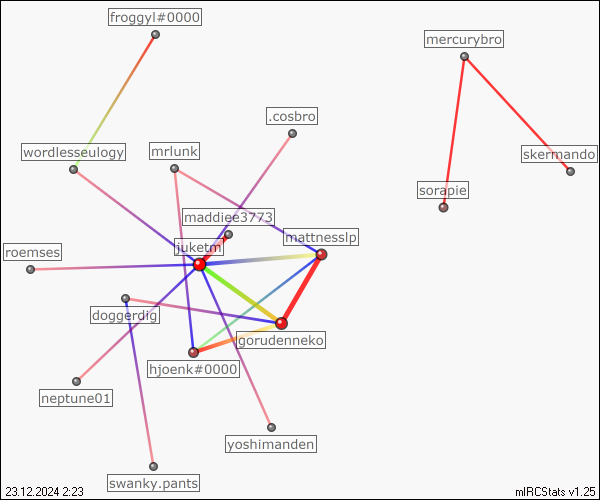 froggyl#0000
mercurybro
.cosbro
wordlesseulogy
mrlunk
skermando
sorapie
maddiee3773
mattnesslp
juketm
roemses
doggerdig
gorudenneko
hjoenk#0000
neptune01
yoshimanden
swanky.pants
23.12.2024 2:23
mIRCStats v1.25